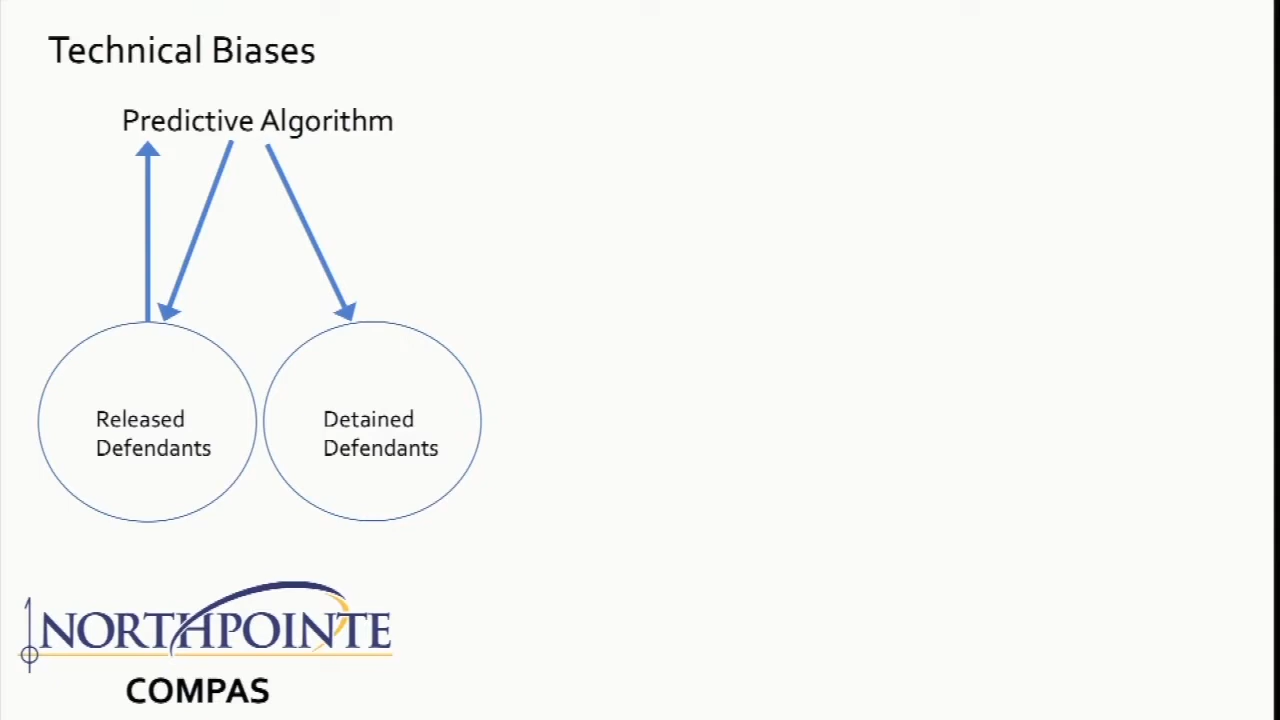 Technical Biases
Predictive Algorithm
Released
Defendants
Detained
Defendants
NORTHPOINTE
COMPAS